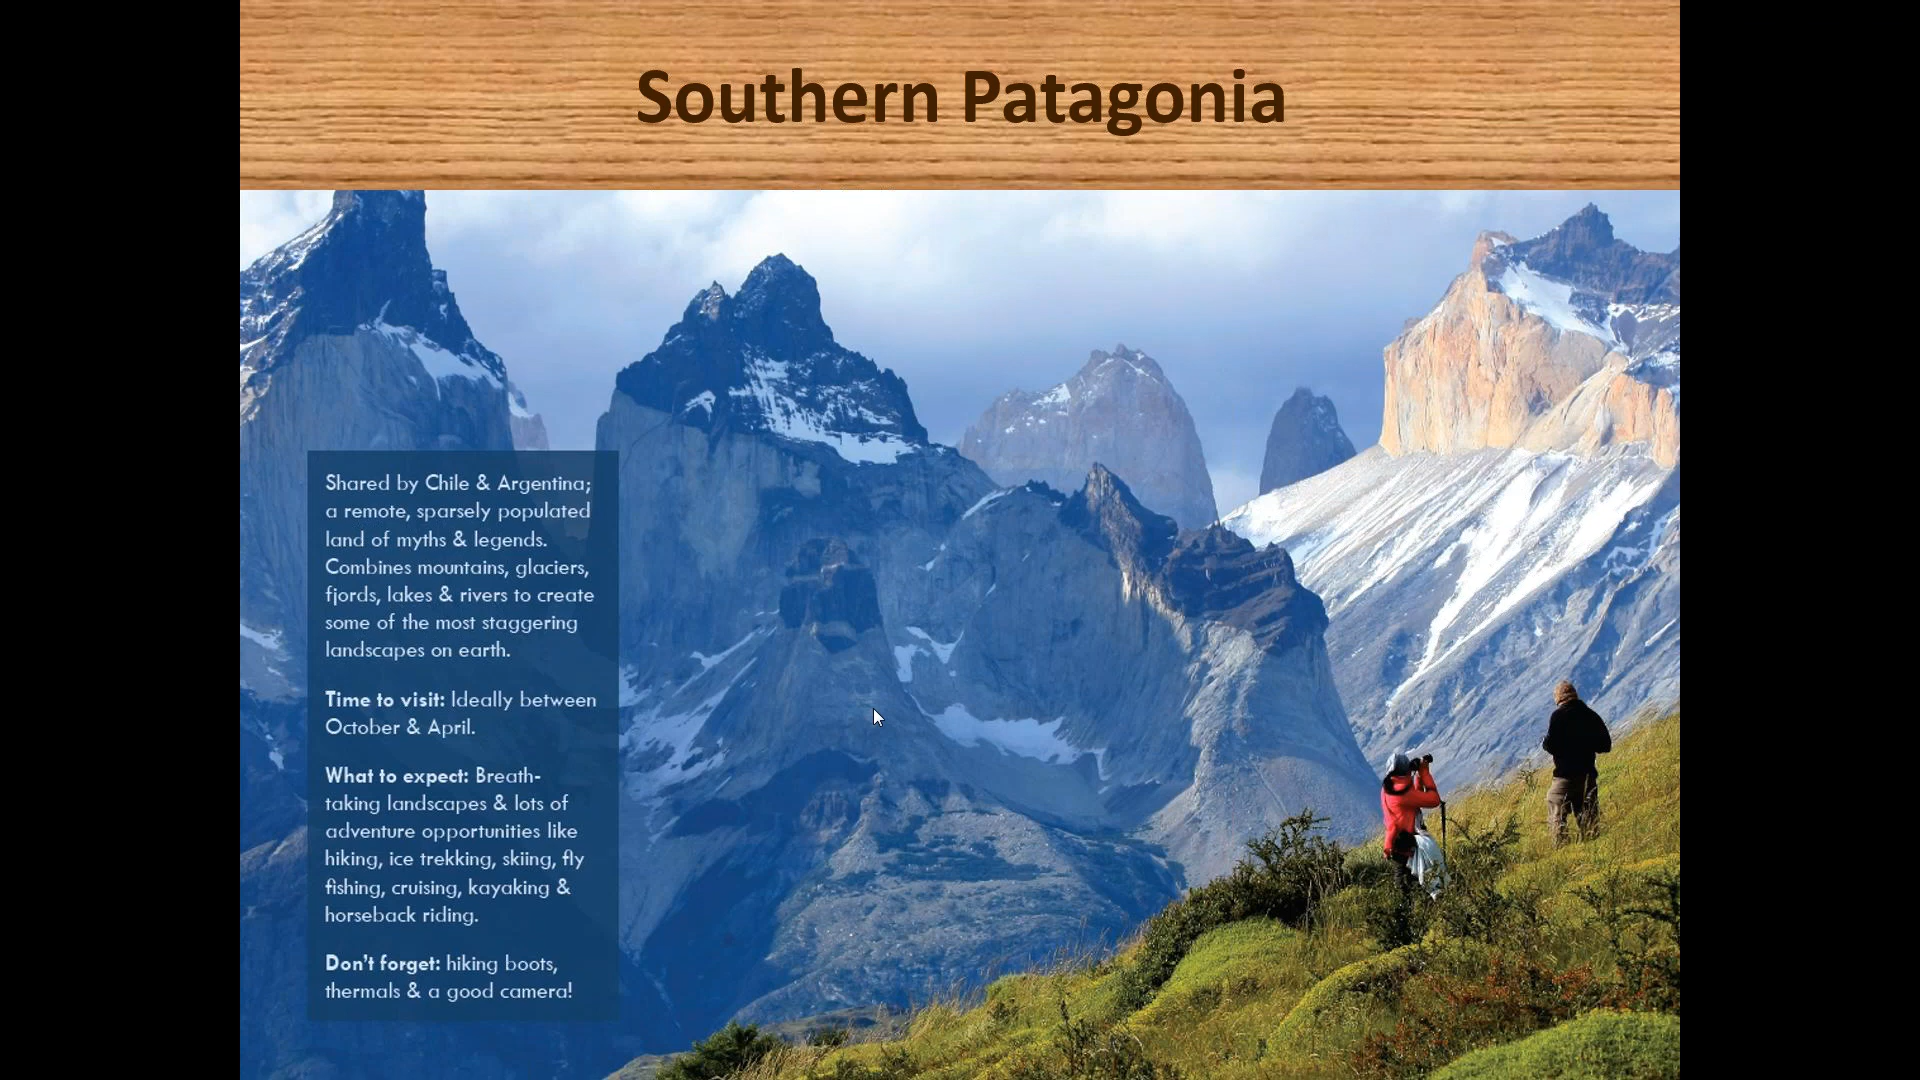 Southern Patagonia
Shared by Chile & Argentina;
a remote, sparsely populated
land of myths & legends.
Combines mountains, glaciers,
fjords, lakes & rivers to create
some of the most staggering
landscapes on earth.
Time to visit: Ideally between
October & April.
What to expect: Breath-
taking landscapes & lots of
adventure opportunities like
hiking, ice trekking, skiing, fly
fishing, cruising, kayaking &
horseback riding.
Don't forget: hiking boots,
thermals & a good camera!